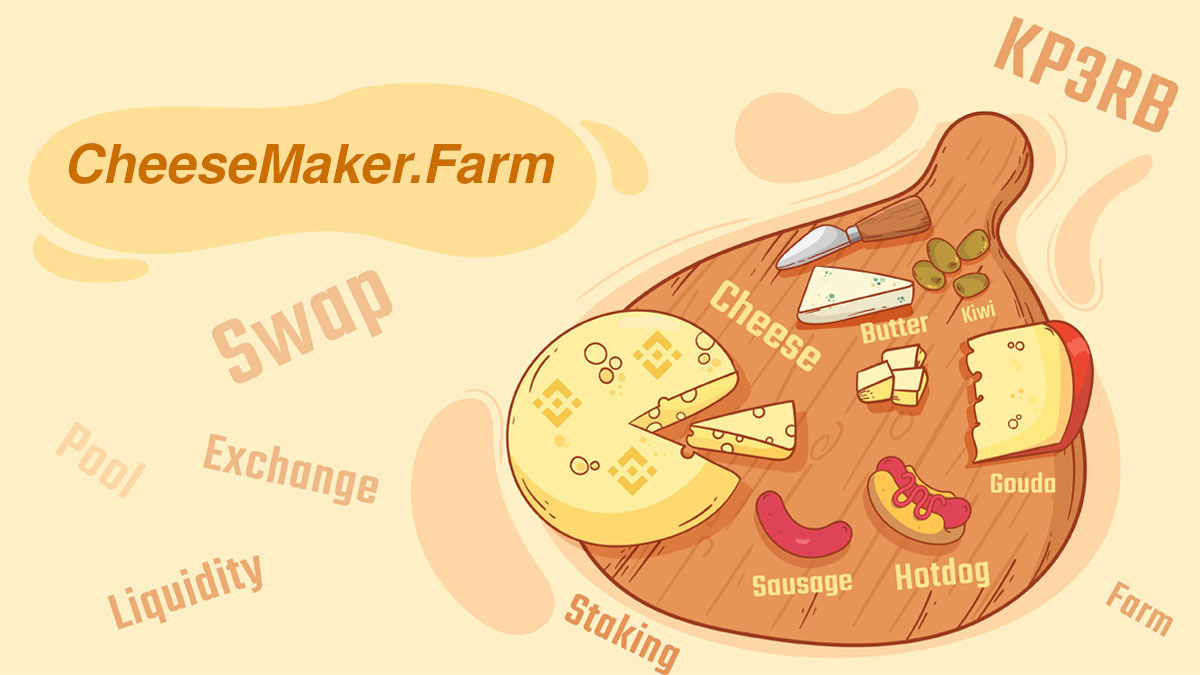 KP3RB
CheeseMaker.Farm
Swap
Cheese
Butter
Kiwi
Pool
Exchange
Gouda
Liquidity
Sausage
Hotdog
Staking
Farm